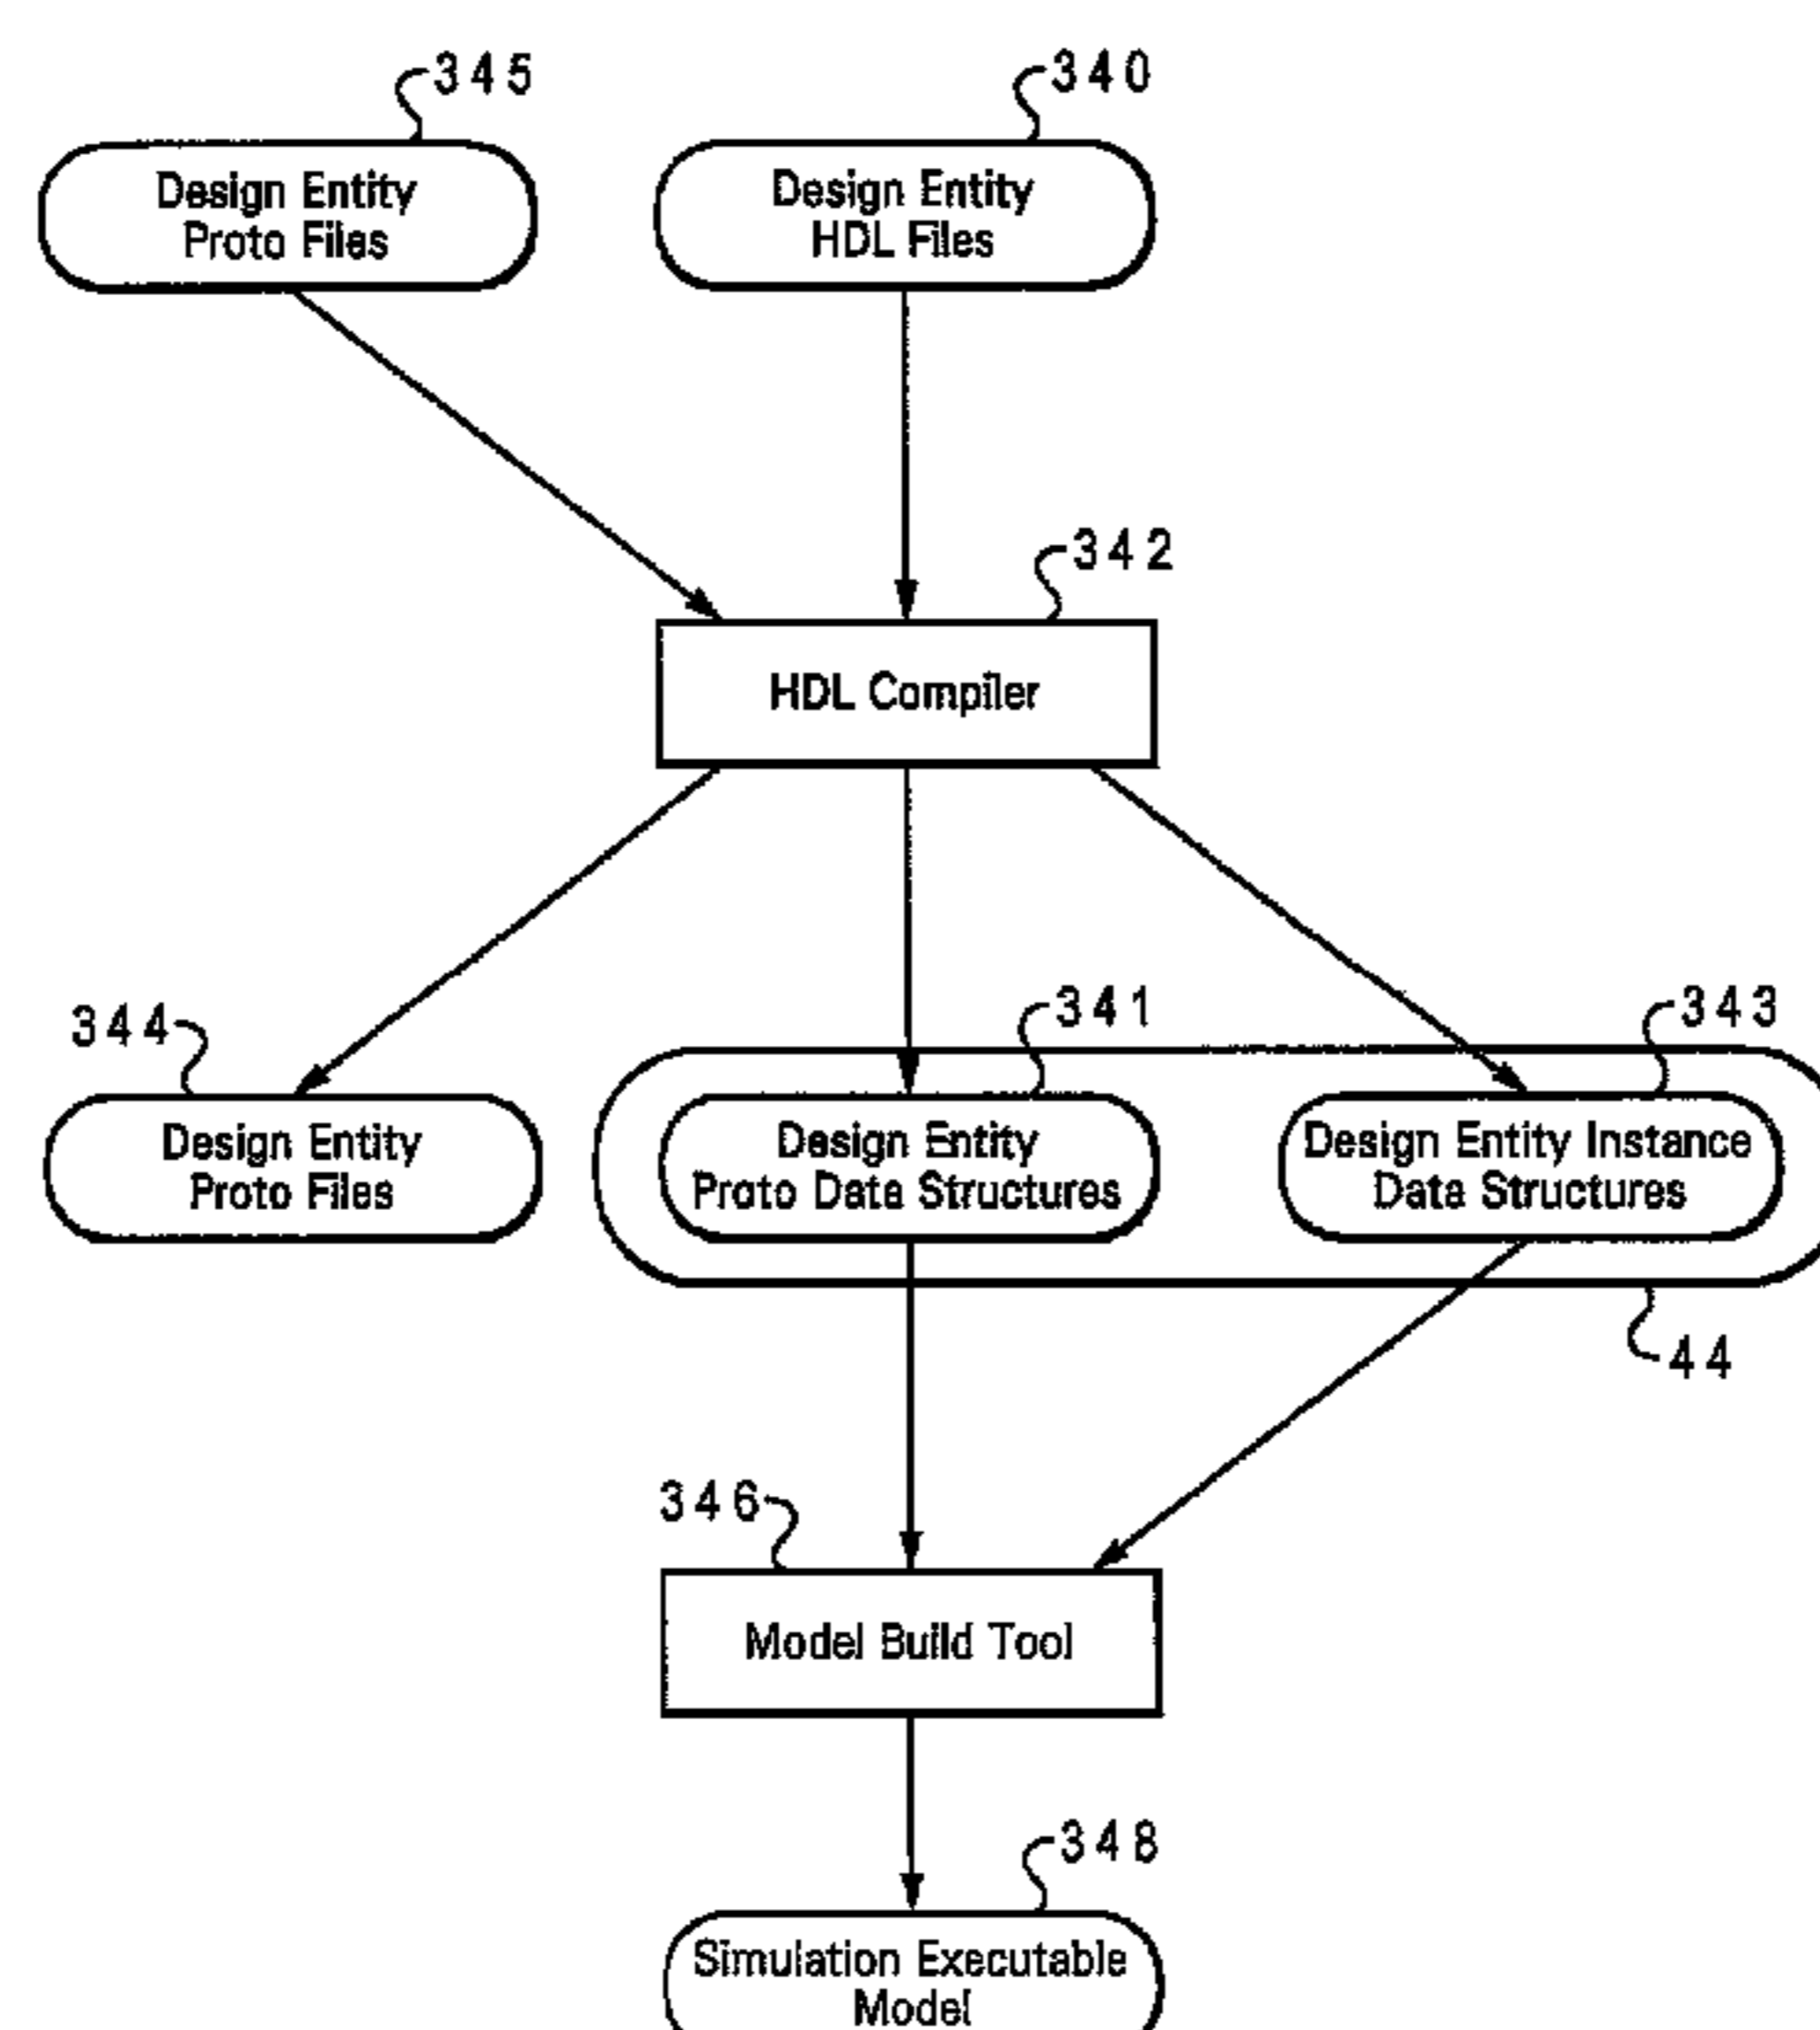 345
340
Design Entity
Proto Files
Design Entity
HDL Files
342
HDL Compiler
344
341
343
Design Entity
Proto Files
Design Entity
Proto Data Structures
Design Entity Instance
Data Structures
44
346
Model Build Tool
348
Simulation Executable
Model